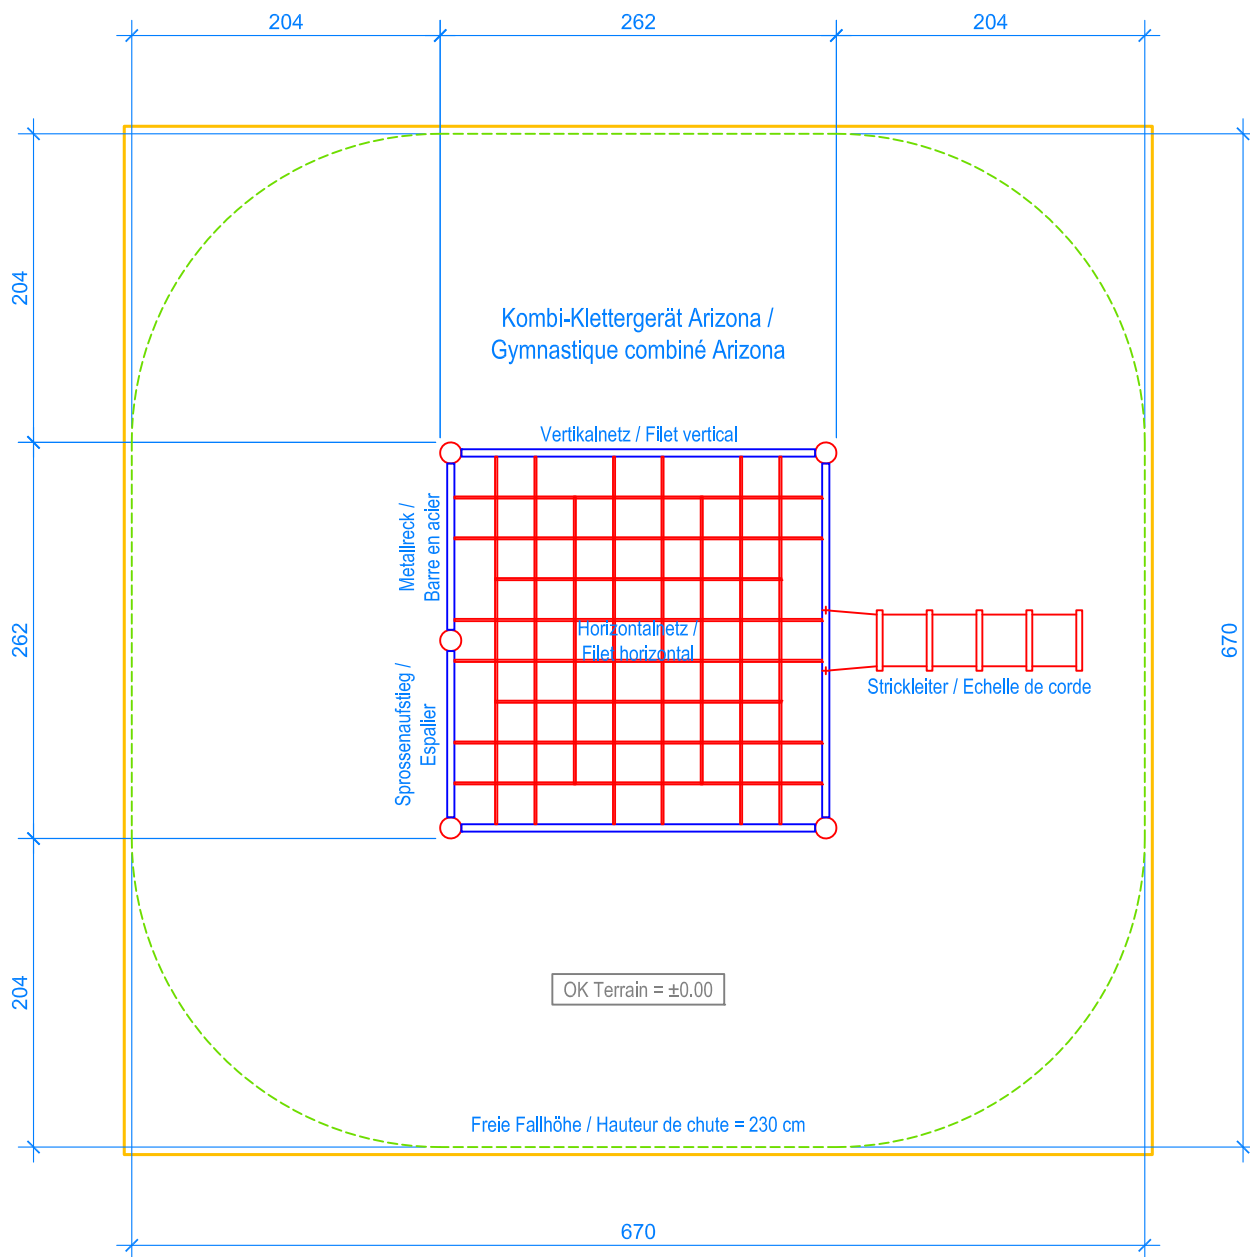 204
262
204
204
Kombi-Klettergerät Arizona /
Gymnastique combiné Arizona
Vertikalnetz / Filet vertical
Metallreck /
Barre en acier
262
Horizontalnetz /
Filet horizontal
670
Sprossenaufstieg /
Espalier
Strickleiter / Echelle de corde
204
OK Terrain = ±0.00
Freie Fallhöhe / Hauteur de chute = 230 cm
670